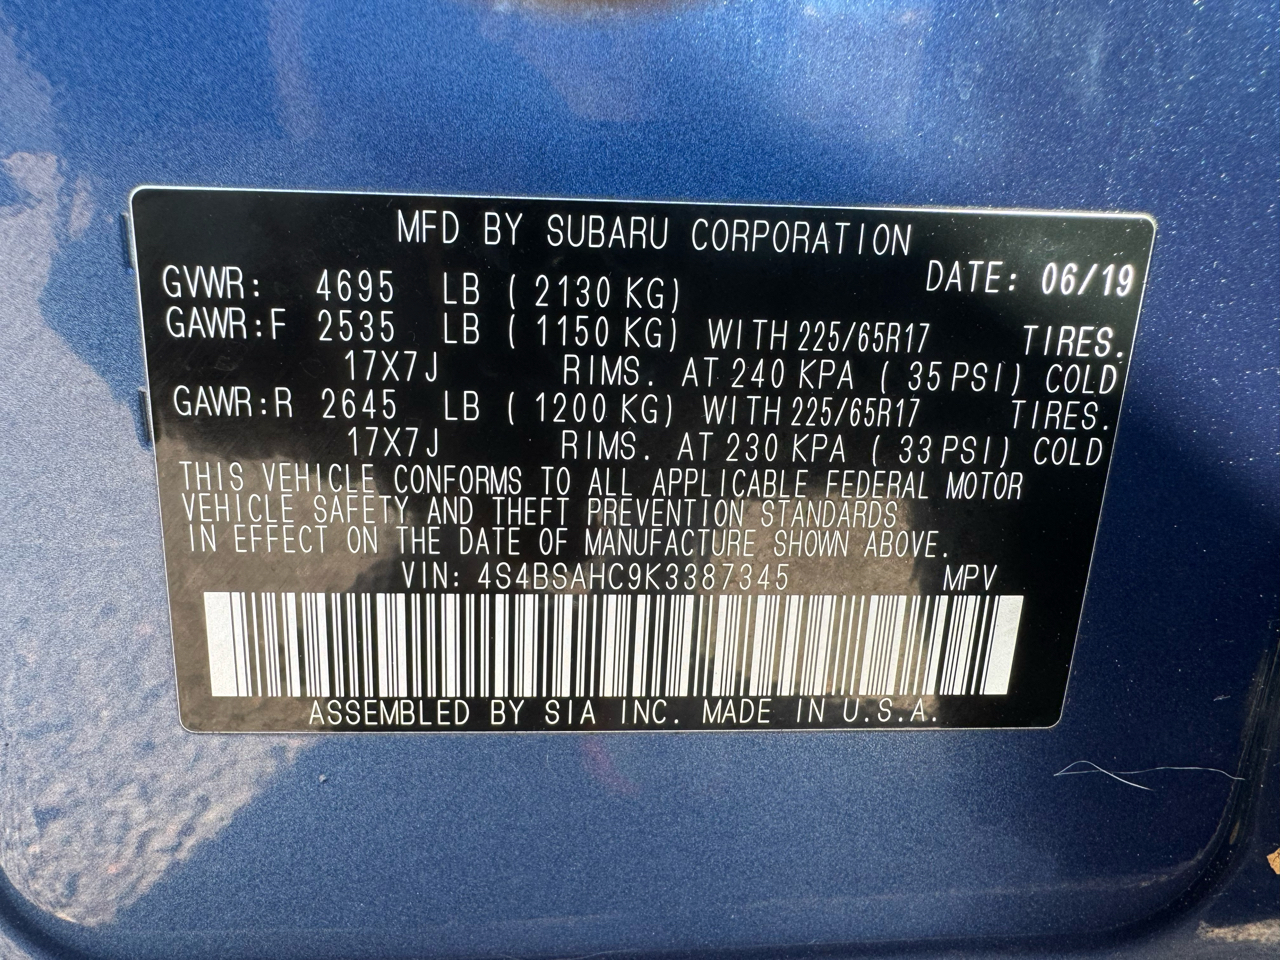 MFD BY SUBARU CORPORATION
DATE: 06/19
GVWR: 4695 LB ( 2130 KG)
GAWR:F 2535 LB ( 1150 KG) WITH 225/65R17 TIRES.
17X7J RIMS. AT 240 KPA ( 35 PSI) COLD
GAWR:R 2645 LB ( 1200 KG) WITH 225/65R17 TIRES.
17X7J RIMS. AT 230 KPA ( 33 PSI) COLD
THIS VEHICLE CONFORMS TO ALL APPLICABLE FEDERAL MOTOR
VEHICLE SAFETY AND THEFT PREVENTION STANDARDS
IN EFFECT ON THE DATE OF MANUFACTURE SHOWN ABOVE.
VIN: 4S4BSAHC9K3387345 MPV
ASSEMBLED BY SIA INC. MADE IN U.S.A.